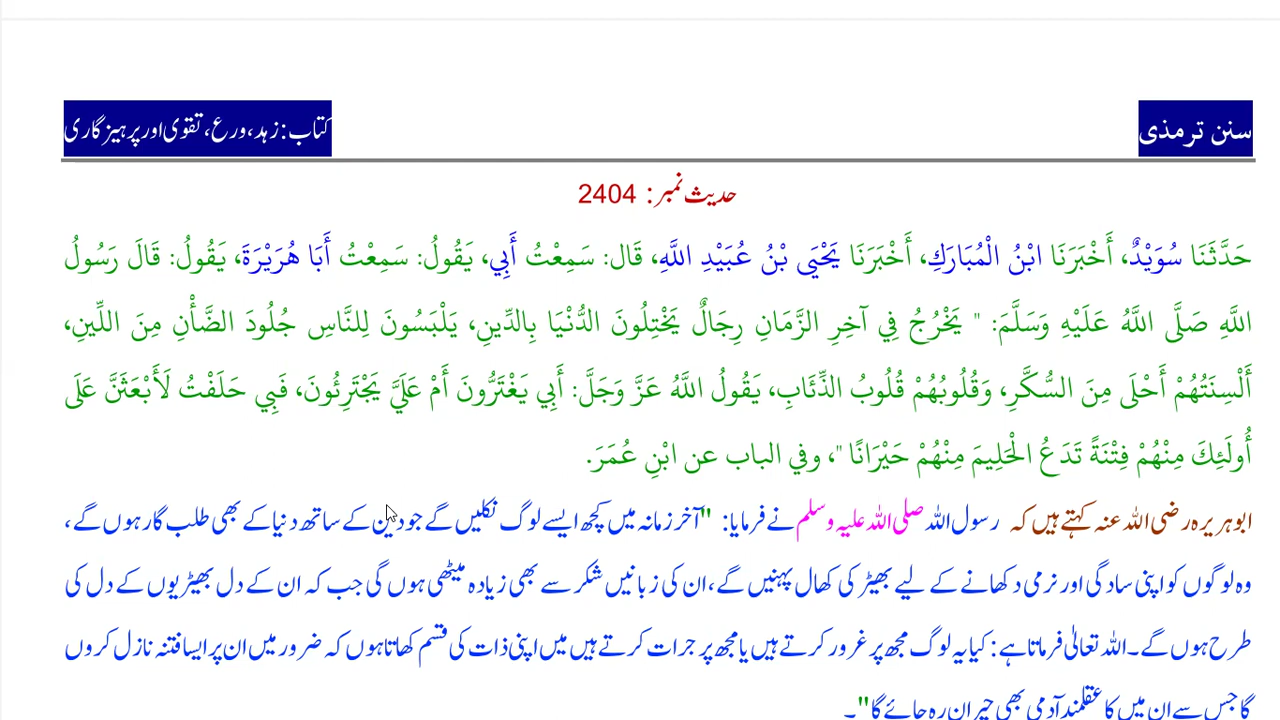 سنن ترمذی
کتاب: زہد، ورع، تقوی اور پرہیز گاری
حدیث نمبر: 2404
حَدَّثَنَا سُوَيْدٌ، أَخْبَرَنَا ابْنُ الْمُبَارَكِ، أَخْبَرَنَا يَحْيَى بْنُ عُبَيْدِ اللَّهِ، قَال: سَمِعْتُ أَبِي، يَقُولُ: سَمِعْتُ أَبَا هُرَيْرَةَ، يَقُولُ: قَالَ رَسُولُ
اللَّهِ صَلَّى اللَّهُ عَلَيْهِ وَسَلَّمَ: " يَخْرُجُ فِي آخِرِ الزَّمَانِ رِجَالٌ يَخْتِلُونَ الدُّنْيَا بِالدِّينِ، يَلْبَسُونَ لِلنَّاسِ جُلُودَ الضَّأْنِ مِنَ اللِّينِ،
أَلْسِنَتُهُمْ أَحْلَى مِنَ السُّكَّرِ، وَقُلُوبُهُمْ قُلُوبُ الذِّئَابِ، يَقُولُ اللَّهُ عَزَّ وَجَلَّ: أَبِي يَغْتَرُّونَ أَمْ عَلَيَّ يَجْتَرِئُونَ، فَبِي حَلَفْتُ لَأَبْعَثَنَّ عَلَى
أُولَئِكَ مِنْهُمْ فِتْنَةً تَدَعُ الْحَلِيمَ مِنْهُمْ حَيْرَانًا "، وفي الباب عن ابْنِ عُمَرَ.
ابوہریرہ رضی اللہ عنہ کہتے ہیں کہ رسول اللہ صلی اللہ علیہ وسلم نے فرمایا: "آخر زمانہ میں کچھ ایسے لوگ نکلیں گے جو دین کے ساتھ دنیا کے بھی طلب گار ہوں گے،
وہ لوگوں کو اپنی سادگی اور نرمی دکھانے کے لیے بھیڑ کی کھال پہنیں گے، ان کی زبانیں شکر سے بھی زیادہ میٹھی ہوں گی جب کہ ان کے دل بھیڑیوں کے دل کی
طرح ہوں گے۔ اللہ تعالیٰ فرماتا ہے: کیا یہ لوگ مجھ پر غرور کرتے ہیں یا مجھ پر جرات کرتے ہیں میں اپنی ذات کی قسم کھاتا ہوں کہ ضرور میں ان پر ایسا فتنہ نازل کروں
گا جس سے ان میں کا عقلمند آدمی بھی حیران رہ جائے گا"۔